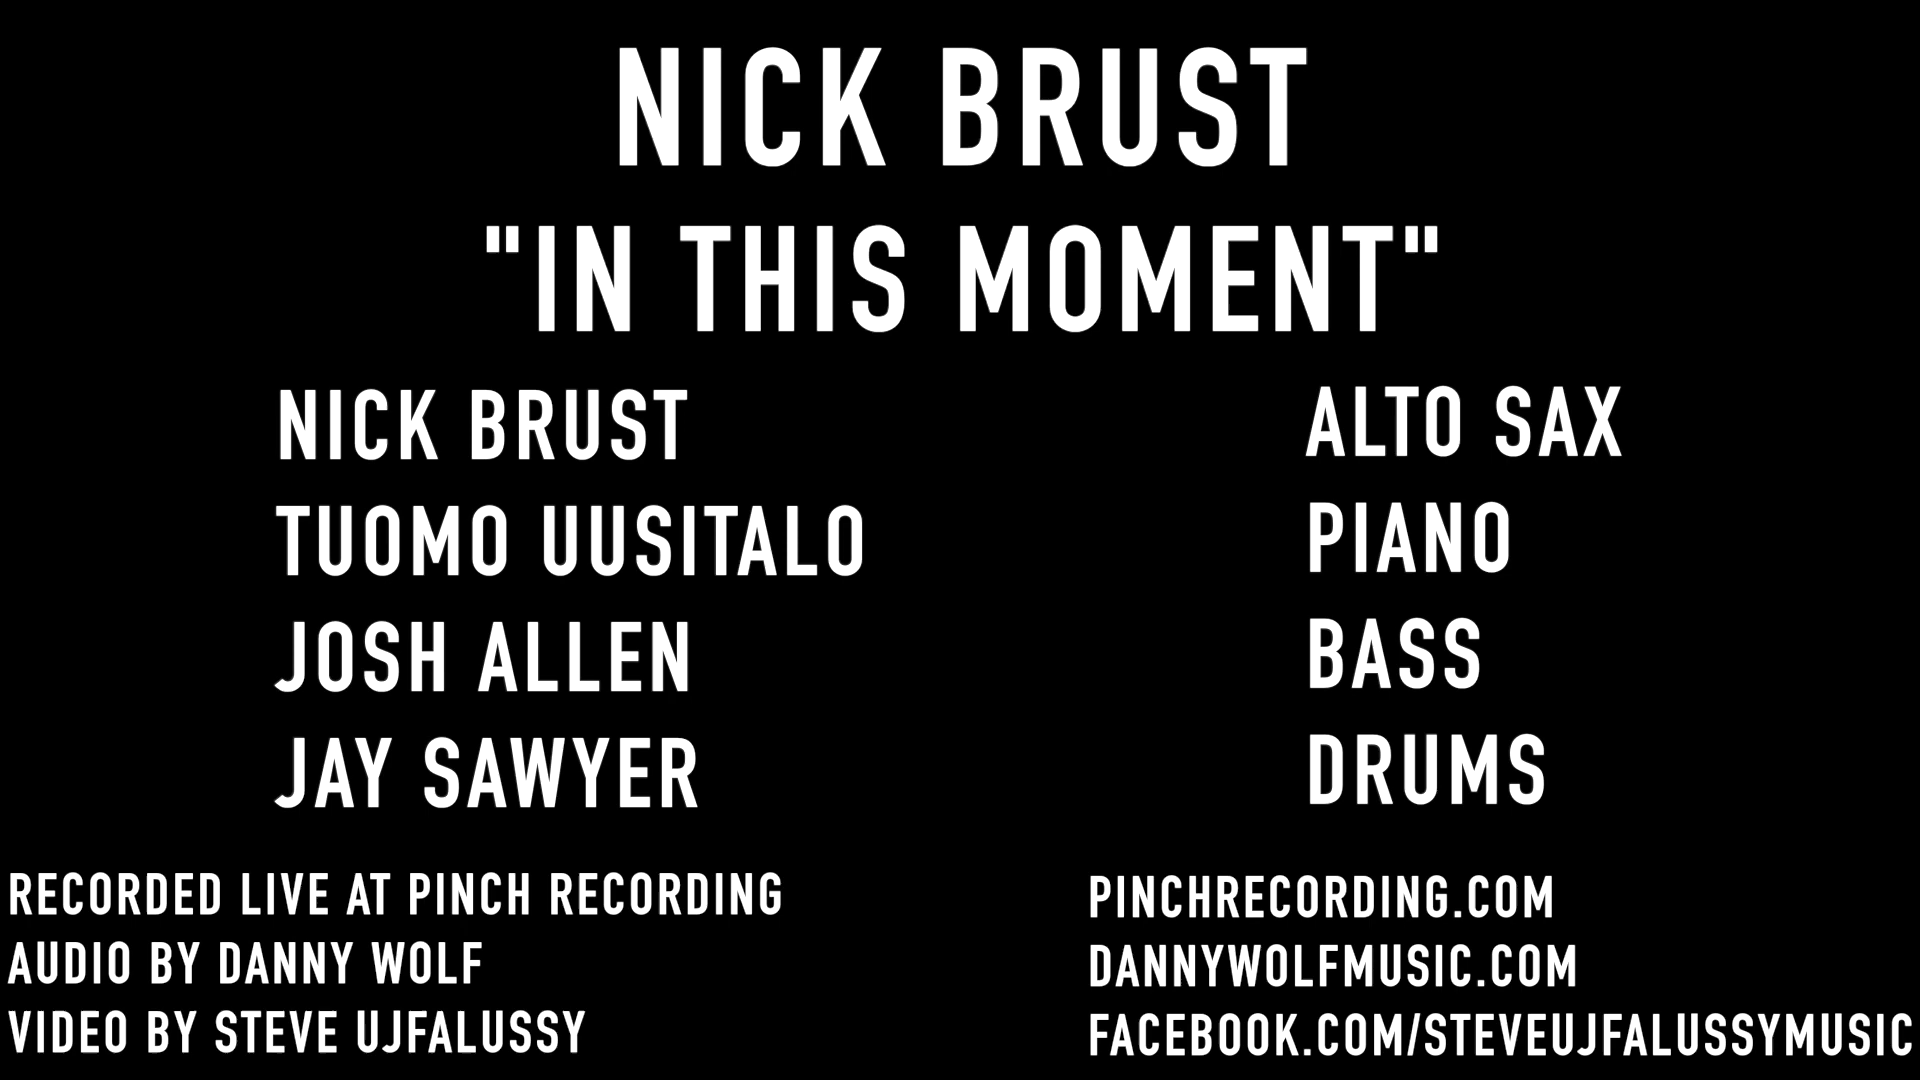 NICK BRUST
"IN THIS MOMENT"
NICK BRUST ALTO SAX
TUOMO UUSITALO PIANO
JOSH ALLEN BASS
JAY SAWYER DRUMS
RECORDED LIVE AT PINCH RECORDING PINCHRECORDING.COM
AUDIO BY DANNY WOLF DANNYWOLFMUSIC.COM
VIDEO BY STEVE UJFALUSSY FACEBOOK.COM/STEVEUJFALUSSYMUSIC